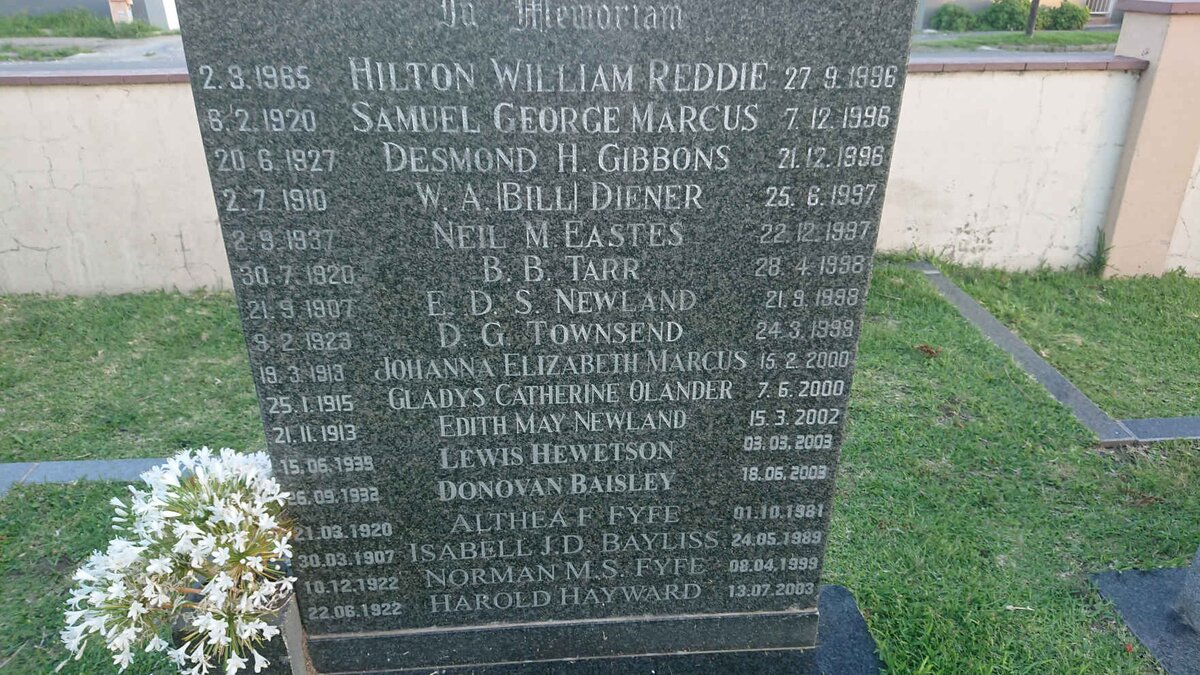 In Memoriam
2.3.1965 HILTON WILLIAM REDDIE 27.9.1996
6.2.1920 SAMUEL GEORGE MARCUS 7.12.1996
20.6.1927 DESMOND H. GIBBONS 21.12.1996
2.7.1910 W. A. [BILL] DIENER 25.6.1997
2.9.1937 NEIL M. EASTES 22.12.1997
30.7.1920 B. B. TARR 28.4.1998
21.9.1907 E. D. S. NEWLAND 21.9.1998
9.2.1923 D. G. TOWNSEND 24.3.1999
19.3.1913 JOHANNA ELIZABETH MARCUS 15.2.2000
25.1.1915 GLADYS CATHERINE OLANDER 7.6.2000
21.11.1913 EDITH MAY NEWLAND 15.3.2002
15.06.1939 LEWIS HEWETSON 03.03.2003
26.09.1932 DONOVAN BAISLEY 18.06.2003
21.03.1920 ALTHEA F. FYFE 01.10.1981
30.03.1907 ISABELL J.D. BAYLISS 24.05.1989
10.12.1922 NORMAN M.S. FYFE 08.04.1999
22.06.1922 HAROLD HAYWARD 13.07.2003